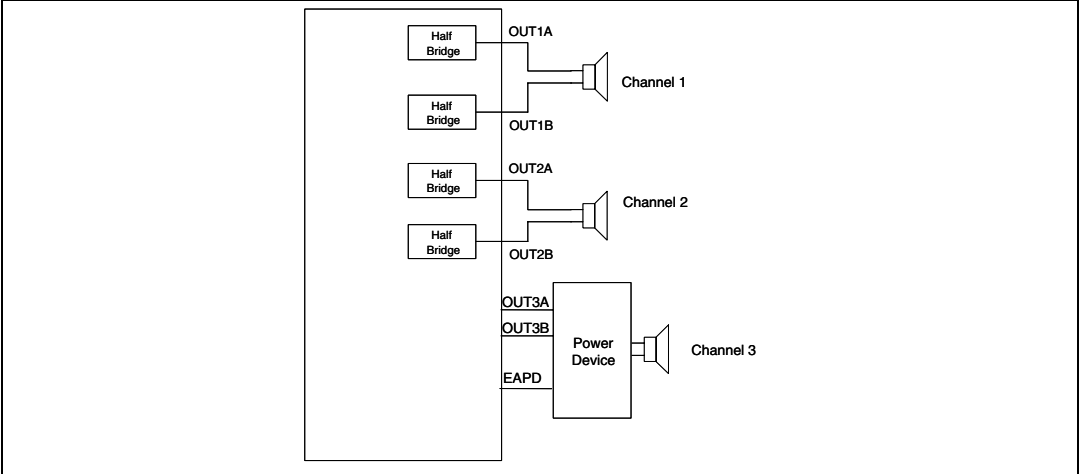 Half
Bridge
OUT1A
Channel 1
Half
Bridge
OUT1B
Half
Bridge
OUT2A
Channel 2
Half
Bridge
OUT2B
OUT3A
OUT3B
Power
Device
Channel 3
EAPD